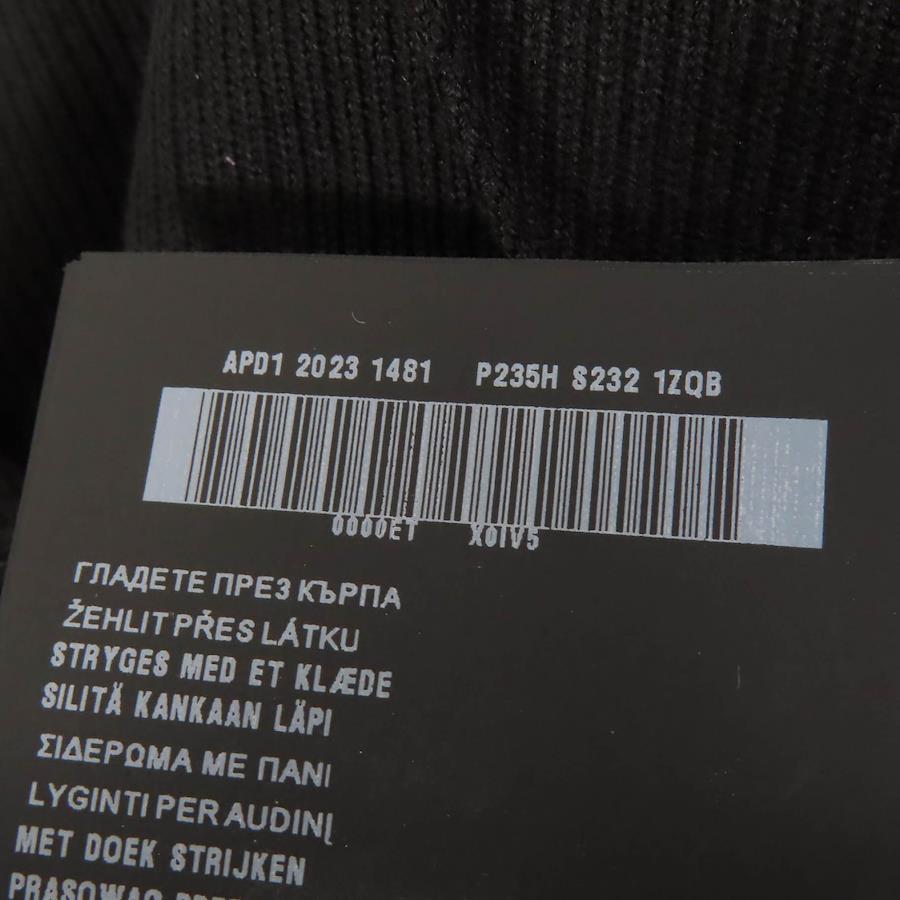 APD1 2023 1481 P235H S232 1ZQB
0000ET X0IV5
ГЛАДЕТЕ ПРЕЗ КЪРПА
ŽEHLIT PŘES LÁTKU
STRYGES MED ET KLÆDE
SILITÄ KANKAAN LÄPI
ΣΙΔΕΡΩΜΑ ΜΕ ΠΑΝΙ
LYGINTI PER AUDINĮ
MET DOEK STRIJKEN